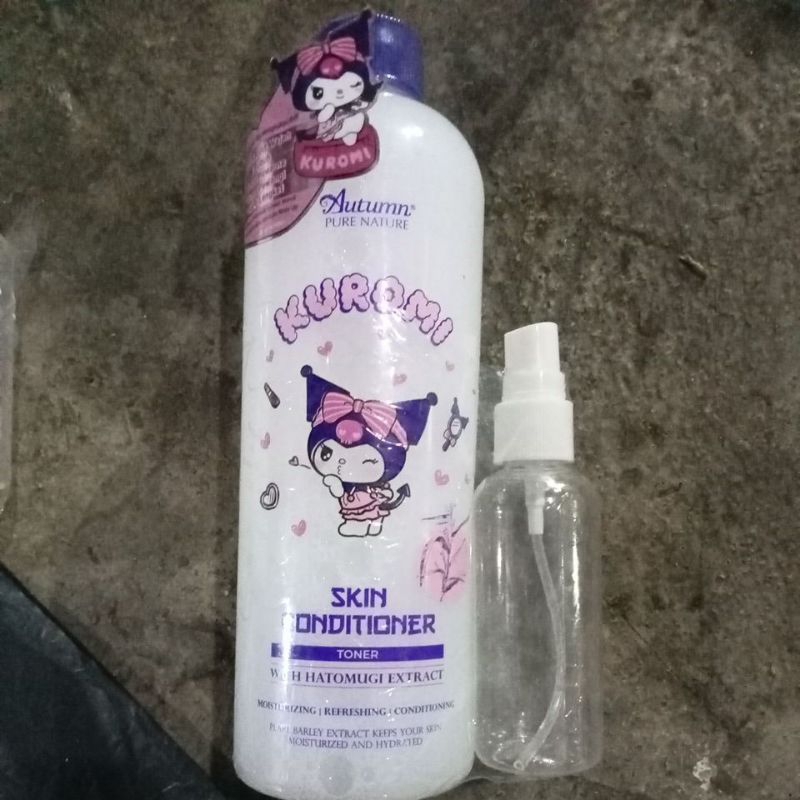 KUROMI
Autumn®
PURE NATURE
KUROMI
SKIN
CONDITIONER
TONER
WITH HATOMUGI EXTRACT
MOISTURIZING | REFRESHING | CONDITIONING
PEARL BARLEY EXTRACT KEEPS YOUR SKIN
MOISTURIZED AND HYDRATED